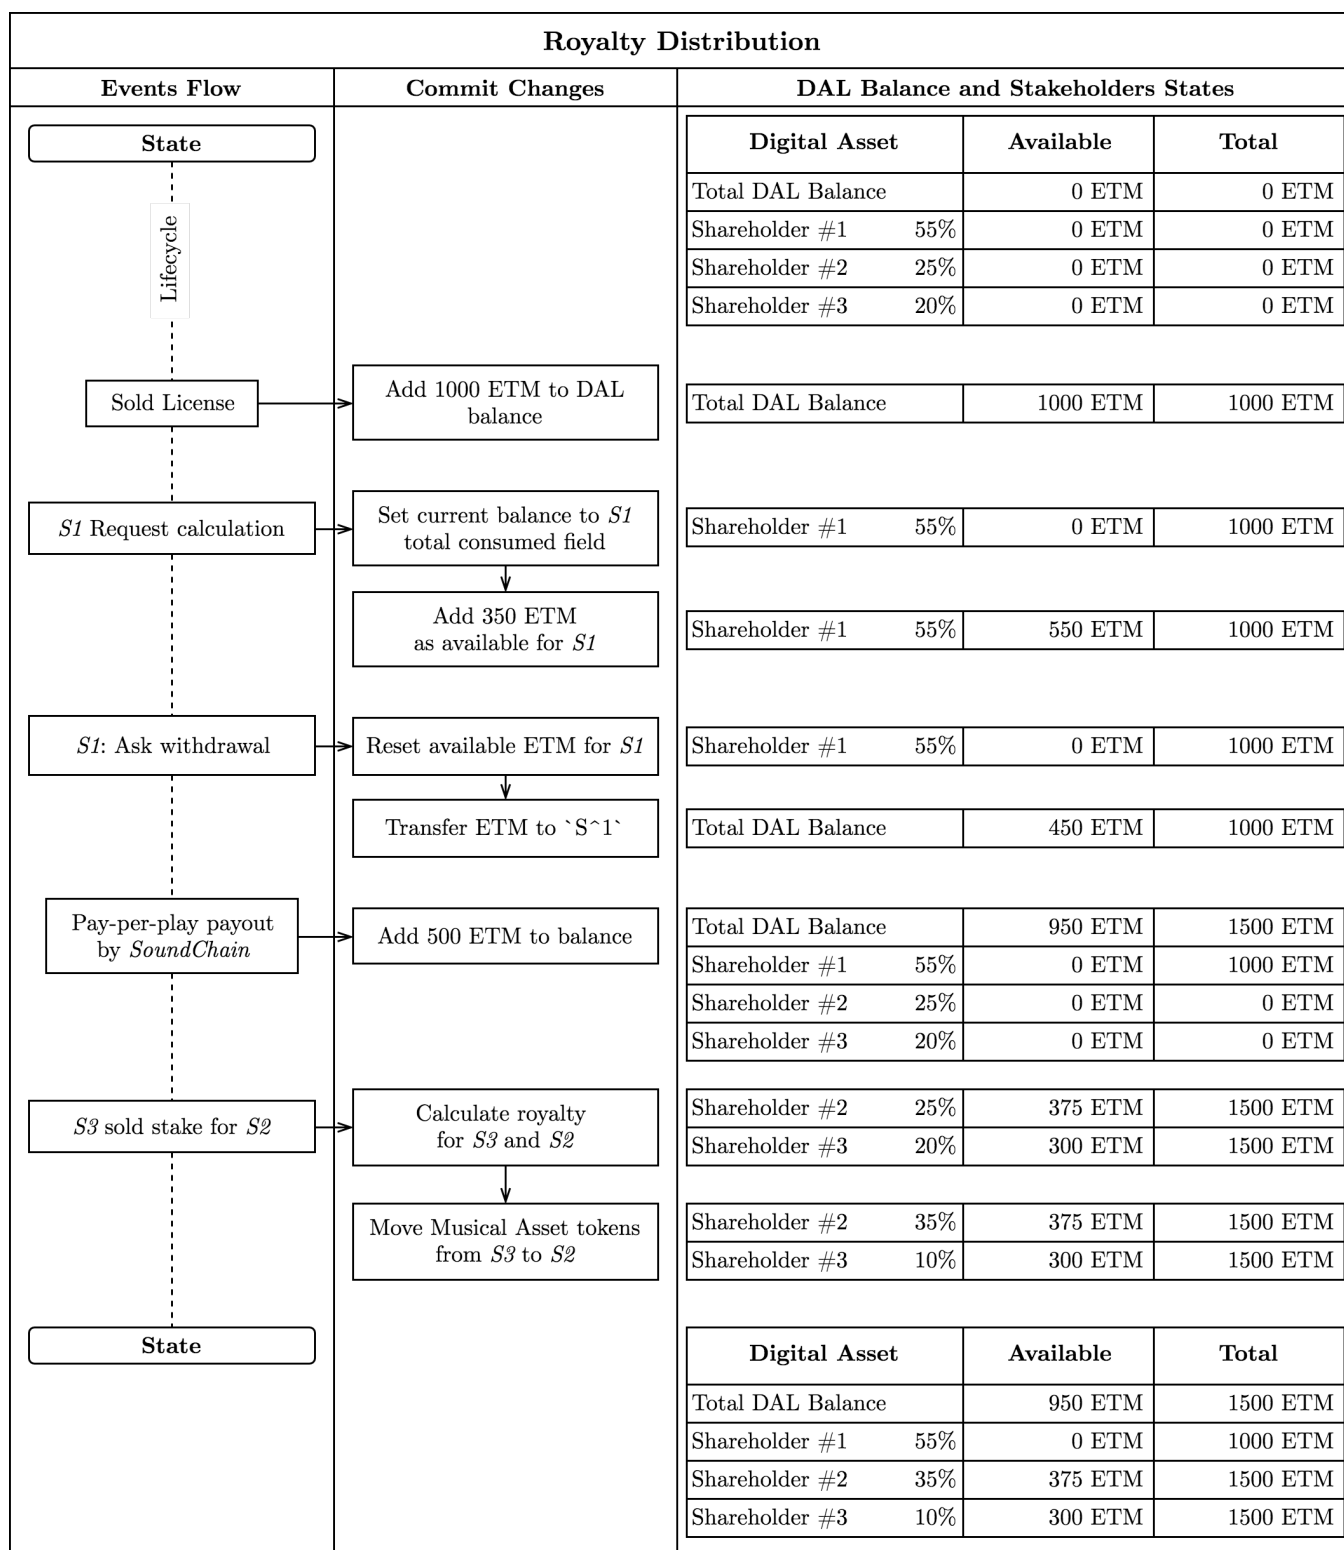 Royalty Distribution
Events Flow Commit Changes DAL Balance and Stakeholders States
State
Digital Asset Available Total
Total DAL Balance 0 ETM 0 ETM
Shareholder #1 55% 0 ETM 0 ETM
Shareholder #2 25% 0 ETM 0 ETM
Shareholder #3 20% 0 ETM 0 ETM
Lifecycle
Sold License
Add 1000 ETM to DAL
balance
Total DAL Balance 1000 ETM 1000 ETM
S1 Request calculation
Set current balance to S1
total consumed field
Shareholder #1 55% 0 ETM 1000 ETM
Add 350 ETM
as available for S1
Shareholder #1 55% 550 ETM 1000 ETM
S1: Ask withdrawal
Reset available ETM for S1
Shareholder #1 55% 0 ETM 1000 ETM
Transfer ETM to `S^1`
Total DAL Balance 450 ETM 1000 ETM
Pay-per-play payout
by SoundChain
Add 500 ETM to balance
Total DAL Balance 950 ETM 1500 ETM
Shareholder #1 55% 0 ETM 1000 ETM
Shareholder #2 25% 0 ETM 0 ETM
Shareholder #3 20% 0 ETM 0 ETM
S3 sold stake for S2
Calculate royalty
for S3 and S2
Shareholder #2 25% 375 ETM 1500 ETM
Shareholder #3 20% 300 ETM 1500 ETM
Move Musical Asset tokens
from S3 to S2
Shareholder #2 35% 375 ETM 1500 ETM
Shareholder #3 10% 300 ETM 1500 ETM
State
Digital Asset Available Total
Total DAL Balance 950 ETM 1500 ETM
Shareholder #1 55% 0 ETM 1000 ETM
Shareholder #2 35% 375 ETM 1500 ETM
Shareholder #3 10% 300 ETM 1500 ETM